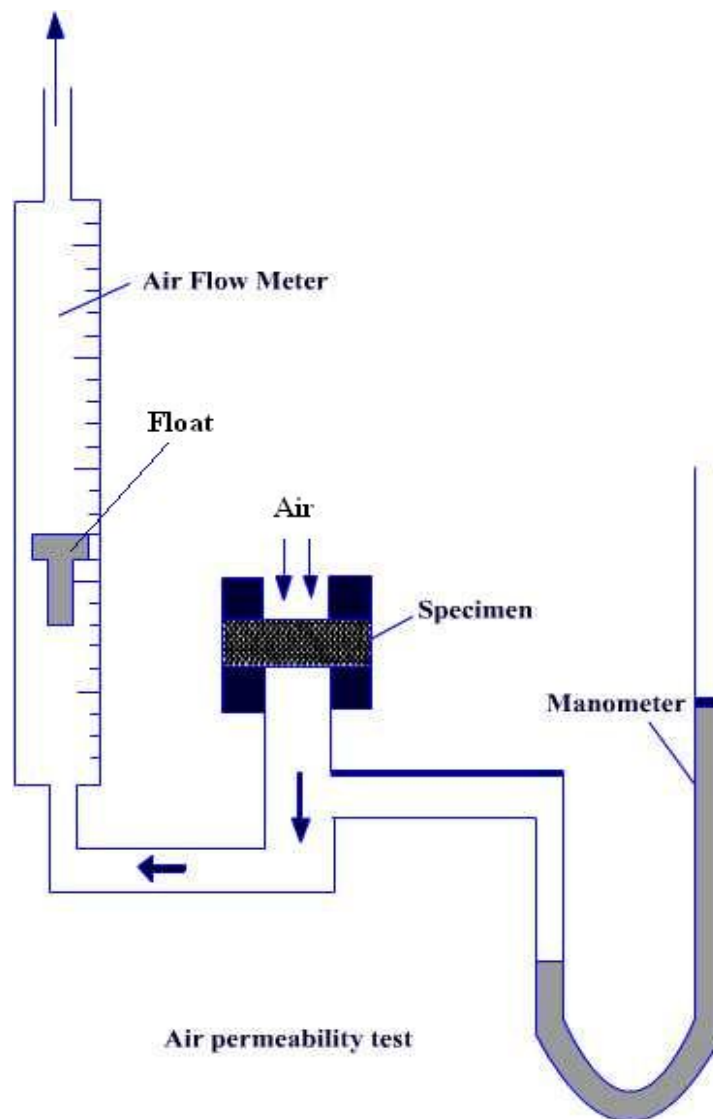 Air Flow Meter
Float
Air
Specimen
Manometer
Air permeability test